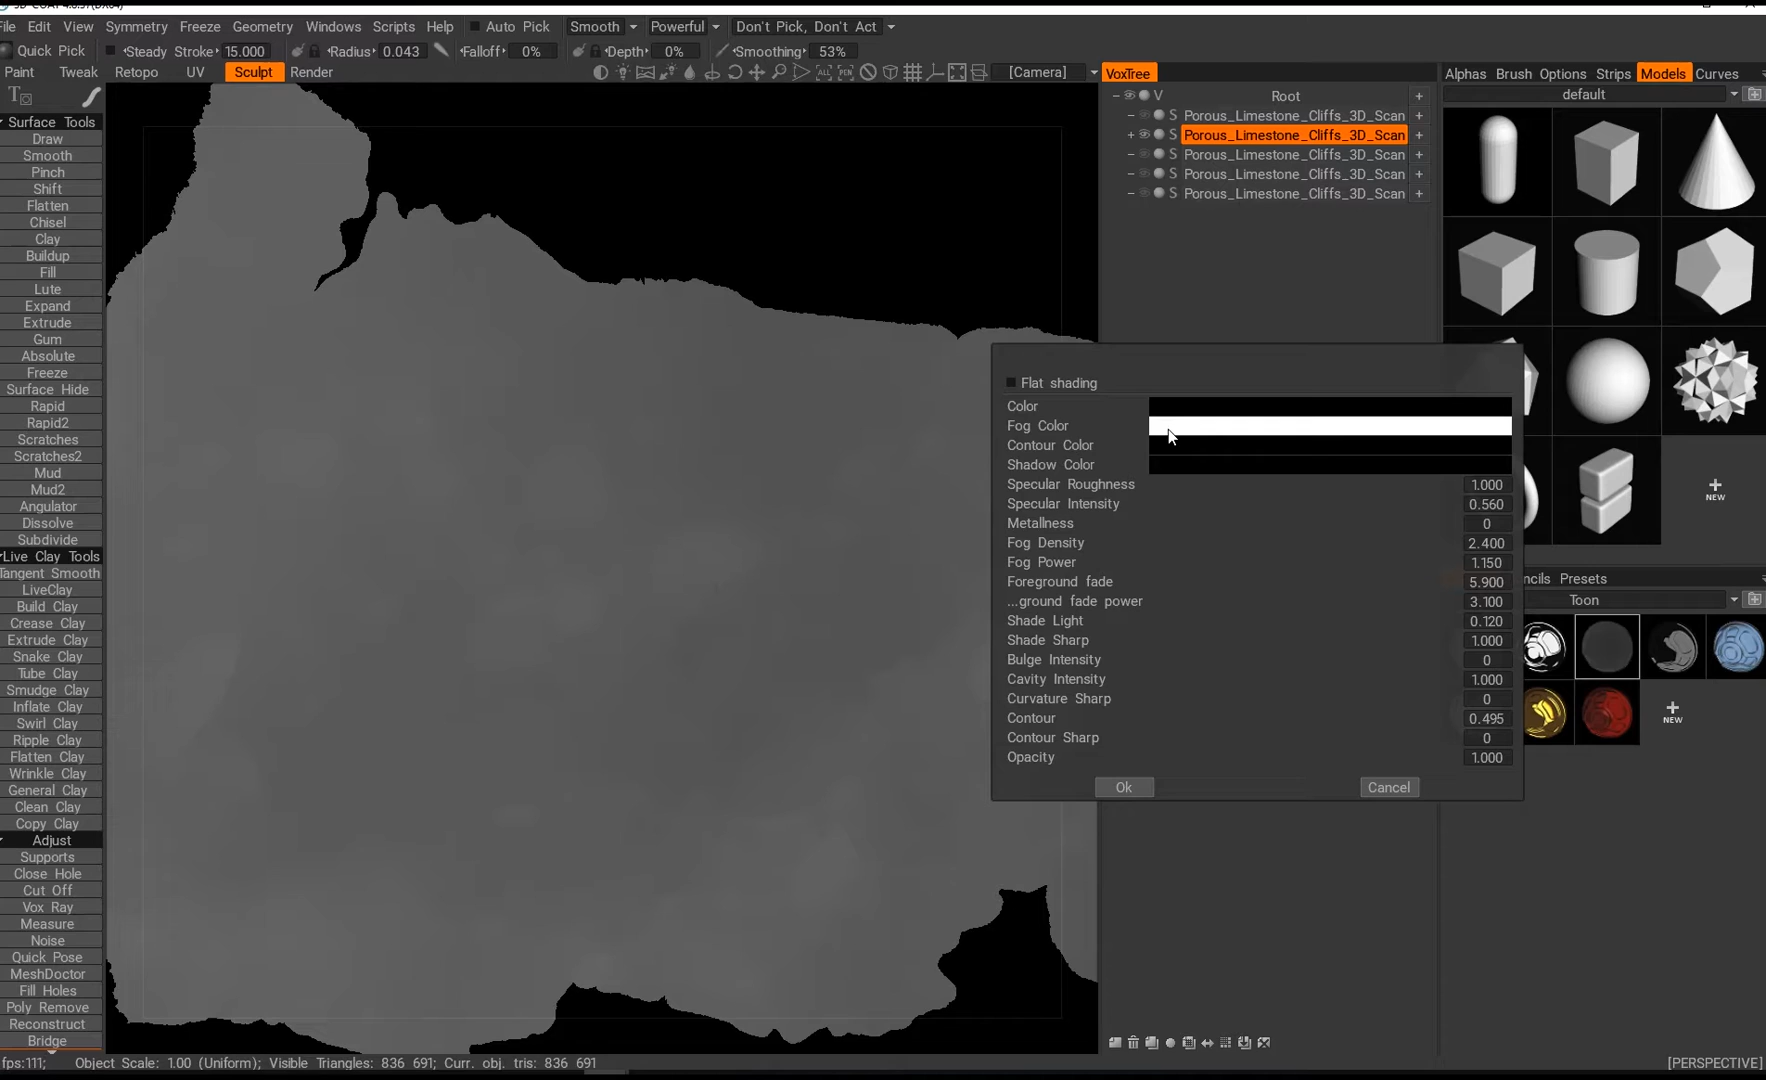 File Edit View Symmetry Freeze Geometry Windows Scripts Help Auto Pick Smooth Powerful Don't Pick, Don't Act
Quick Pick Steady Stroke 15.000 Radius 0.043 Falloff 0% Depth 0% Smoothing 53%
Paint Tweak Retopo UV Sculpt Render [Camera] VoxTree Alphas Brush Options Strips Models Curves
V Root +
default
Surface Tools
Draw
Smooth
Pinch
Shift
Flatten
Chisel
Clay
Buildup
Fill
Lute
Expand
Extrude
Gum
Absolute
Freeze
Surface Hide
Rapid
Rapid2
Scratches
Scratches2
Mud
Mud2
Angulator
Dissolve
Subdivide
Live Clay Tools
Tangent Smooth
LiveClay
Build Clay
Crease Clay
Extrude Clay
Snake Clay
Tube Clay
Smudge Clay
Inflate Clay
Swirl Clay
Ripple Clay
Flatten Clay
Wrinkle Clay
General Clay
Clean Clay
Copy Clay
Adjust
Supports
Close Hole
Cut Off
Vox Ray
Measure
Noise
Quick Pose
MeshDoctor
Fill Holes
Poly Remove
Reconstruct
Bridge
− S Porous_Limestone_Cliffs_3D_Scan +
+ S Porous_Limestone_Cliffs_3D_Scan +
− S Porous_Limestone_Cliffs_3D_Scan +
− S Porous_Limestone_Cliffs_3D_Scan +
− S Porous_Limestone_Cliffs_3D_Scan +
Flat shading
Color
Fog Color
Contour Color
Shadow Color
Specular Roughness 1.000
Specular Intensity 0.560
Metallness 0
Fog Density 2.400
Fog Power 1.150
Foreground fade 5.900
...ground fade power 3.100
Shade Light 0.120
Shade Sharp 1.000
Bulge Intensity 0
Cavity Intensity 1.000
Curvature Sharp 0
Contour 0.495
Contour Sharp 0
Opacity 1.000
Ok Cancel
+
NEW
ncils Presets
Toon
+
NEW
fps:111; Object Scale: 1.00 (Uniform); Visible Triangles: 836 691; Curr. obj. tris: 836 691 [PERSPECTIVE]